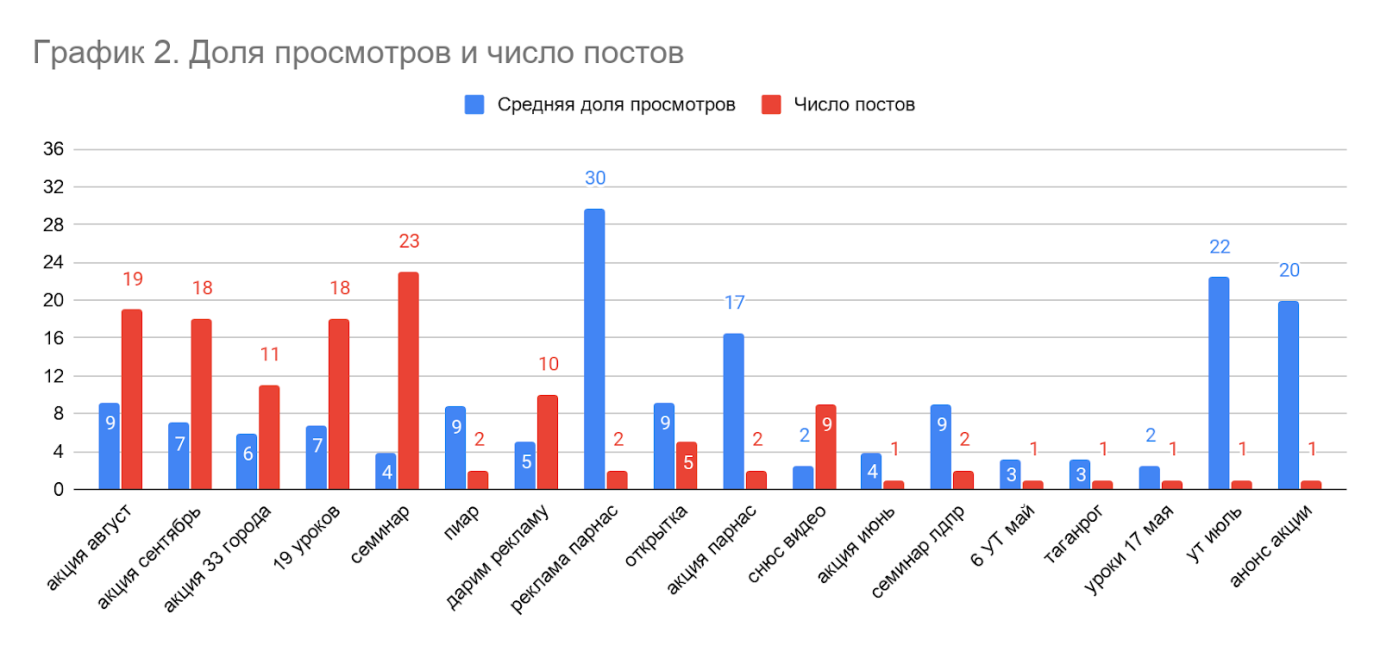 График 2. Доля просмотров и число постов
Средняя доля просмотров Число постов
36
32
28
24
20
16
12
8
4
0
9 19
7 18
6 11
7 18
4 23
9 2
5 10
30 2
9 5
17 2
2 9
4 1
9 2
3 1
3 1
2 1
22 1
20 1
акция август
акция сентябрь
акция 33 города
19 уроков
семинар
пиар
дарим рекламу
реклама парнас
открытка
акция парнас
снюс видео
акция июнь
семинар лдпр
6 УТ май
таганрог
уроки 17 мая
ут июль
анонс акции